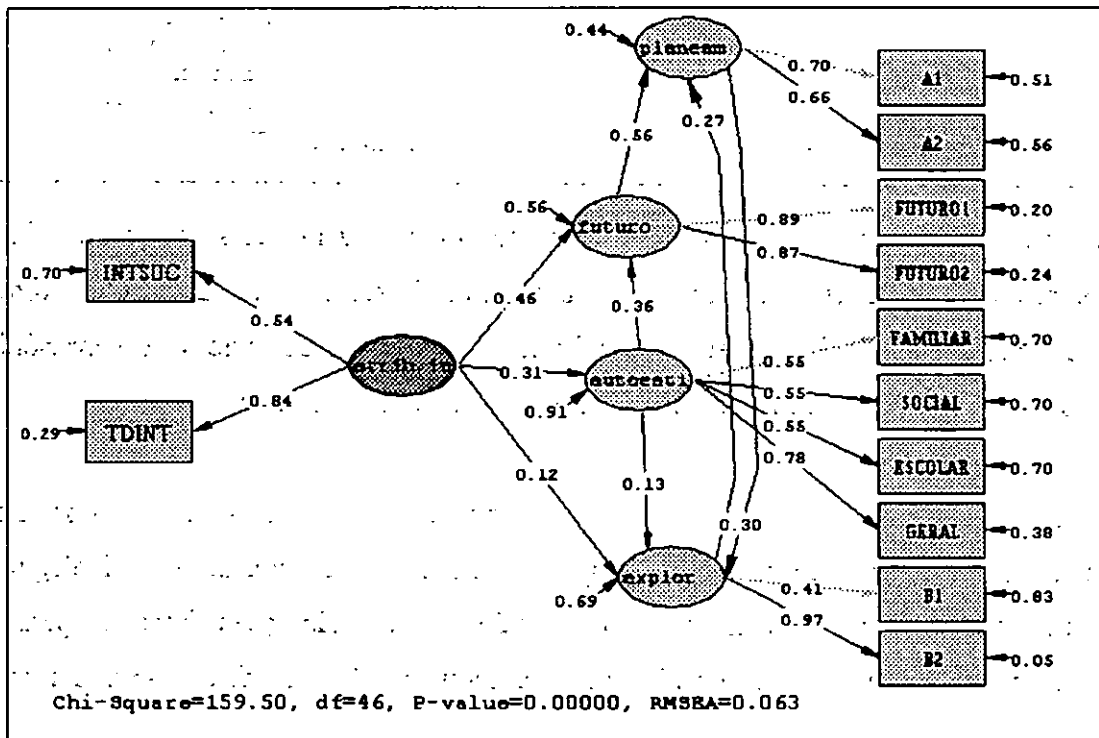 0.44
planeam
0.70
A1
0.51
0.66
0.27
A2
0.56
0.56
0.56
futuro
0.89
FUTURO1
0.20
0.87
0.70
INTSUC
FUTURO2
0.24
0.46
0.36
0.54
FAMILIAR
0.70
0.55
0.31
autoesti
0.55
SOCIAL
0.70
0.91
0.84
0.29
TDINT
0.55
ESCOLAR
0.70
0.78
0.12
0.13
0.30
GERAL
0.38
explor
0.41
B1
0.83
0.69
0.97
B2
0.05
Chi-Square=159.50, df=46, P-value=0.00000, RMSEA=0.063